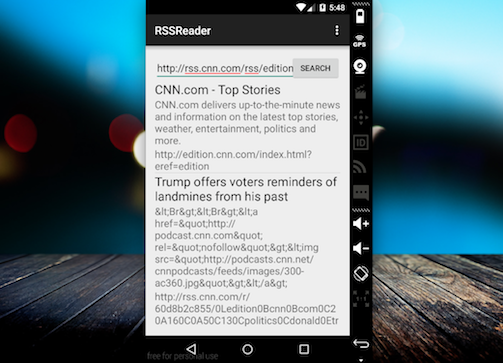 5:48
RSSReader
http://rss.cnn.com/rss/edition
SEARCH
CNN.com - Top Stories
CNN.com delivers up-to-the-minute news
and information on the latest top stories,
weather, entertainment, politics and
more.
http://edition.cnn.com/index.html?
eref=edition
Trump offers voters reminders of
landmines from his past
&lt;Br&gt;&lt;Br&gt;&lt;a
href=&quot;http://
podcast.cnn.com&quot;
rel=&quot;nofollow&quot;&gt;&lt;img
src=&quot;http://podcasts.cnn.net/
cnnpodcasts/feeds/images/300-
ac360.jpg&quot;&gt;&lt;/a&gt;
http://rss.cnn.com/r/
60d8b2c855/0Ledition0Bcnn0Bcom0C2
0A160C0A50C130Cpolitics0Cdonald0Etr
free for personal use
GPS
ID
1:1